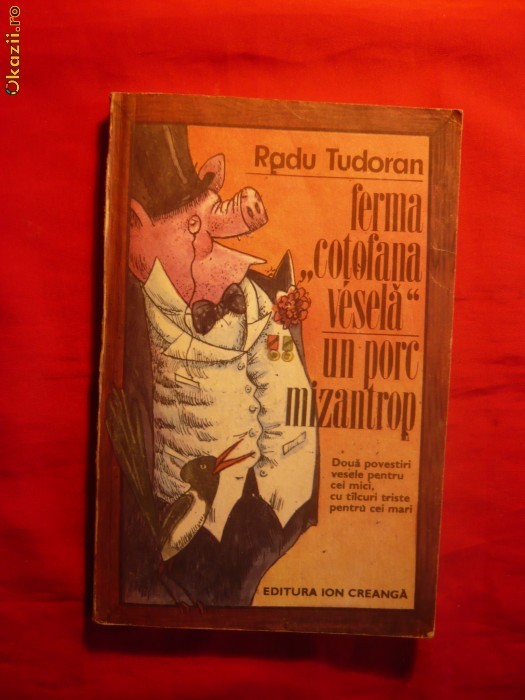 Okazii.ro
Radu Tudoran
ferma
„coțofana
veselă“
un porc
mizantrop
Două povestiri
vesele pentru
cei mici,
cu tîlcuri triste
pentru cei mari
EDITURA ION CREANGĂ